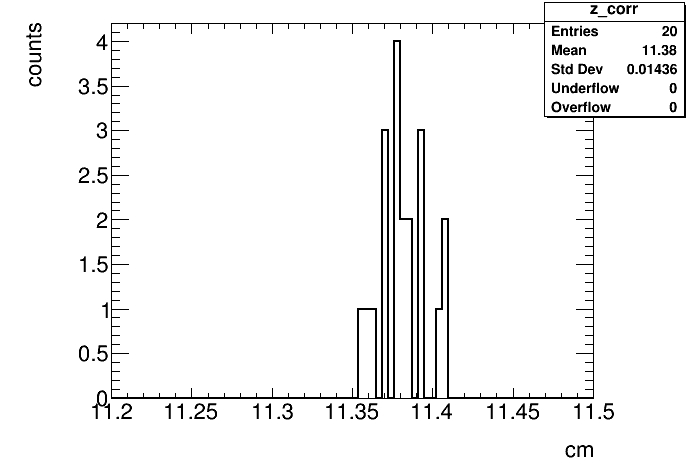 z_corr
Entries 20
Mean 11.38
Std Dev 0.01436
Underflow 0
Overflow 0
counts
4
3.5
3
2.5
2
1.5
1
0.5
0
11.2 11.25 11.3 11.35 11.4 11.45 11.5
cm